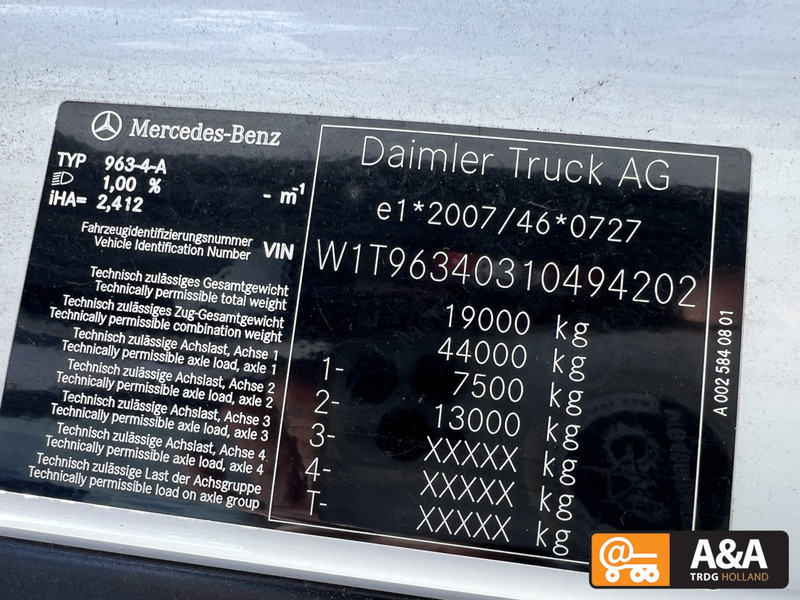 Mercedes-Benz
TYP 963-4-A
1,00 % - m⁻¹
iHA= 2,412
Fahrzeugidentifizierungsnummer
Vehicle Identification Number VIN
Technisch zulässiges Gesamtgewicht
Technically permissible total weight
Technisch zulässiges Zug-Gesamtgewicht
Technically permissible combination weight
Technisch zulässige Achslast, Achse 1
Technically permissible axle load, axle 1
Technisch zulässige Achslast, Achse 2
Technically permissible axle load, axle 2
Technisch zulässige Achslast, Achse 3
Technically permissible axle load, axle 3
Technisch zulässige Achslast, Achse 4
Technically permissible axle load, axle 4
Technisch zulässige Last der Achsgruppe
Technically permissible load on axle group
Daimler Truck AG
e1*2007/46*0727
W1T96340310494202
19000 kg
44000 kg
1- 7500 kg
2- 13000 kg
3- XXXXX kg
4- XXXXX kg
T- XXXXX kg
A 002 584 08 01
A&A
TRDG HOLLAND